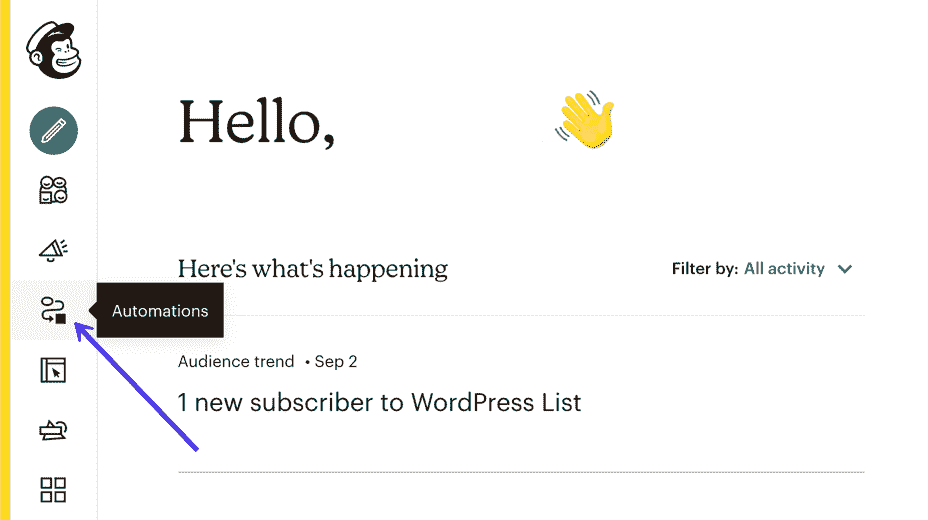 Hello,
Here's what's happening
Filter by: All activity
Automations
Audience trend • Sep 2
1 new subscriber to WordPress List